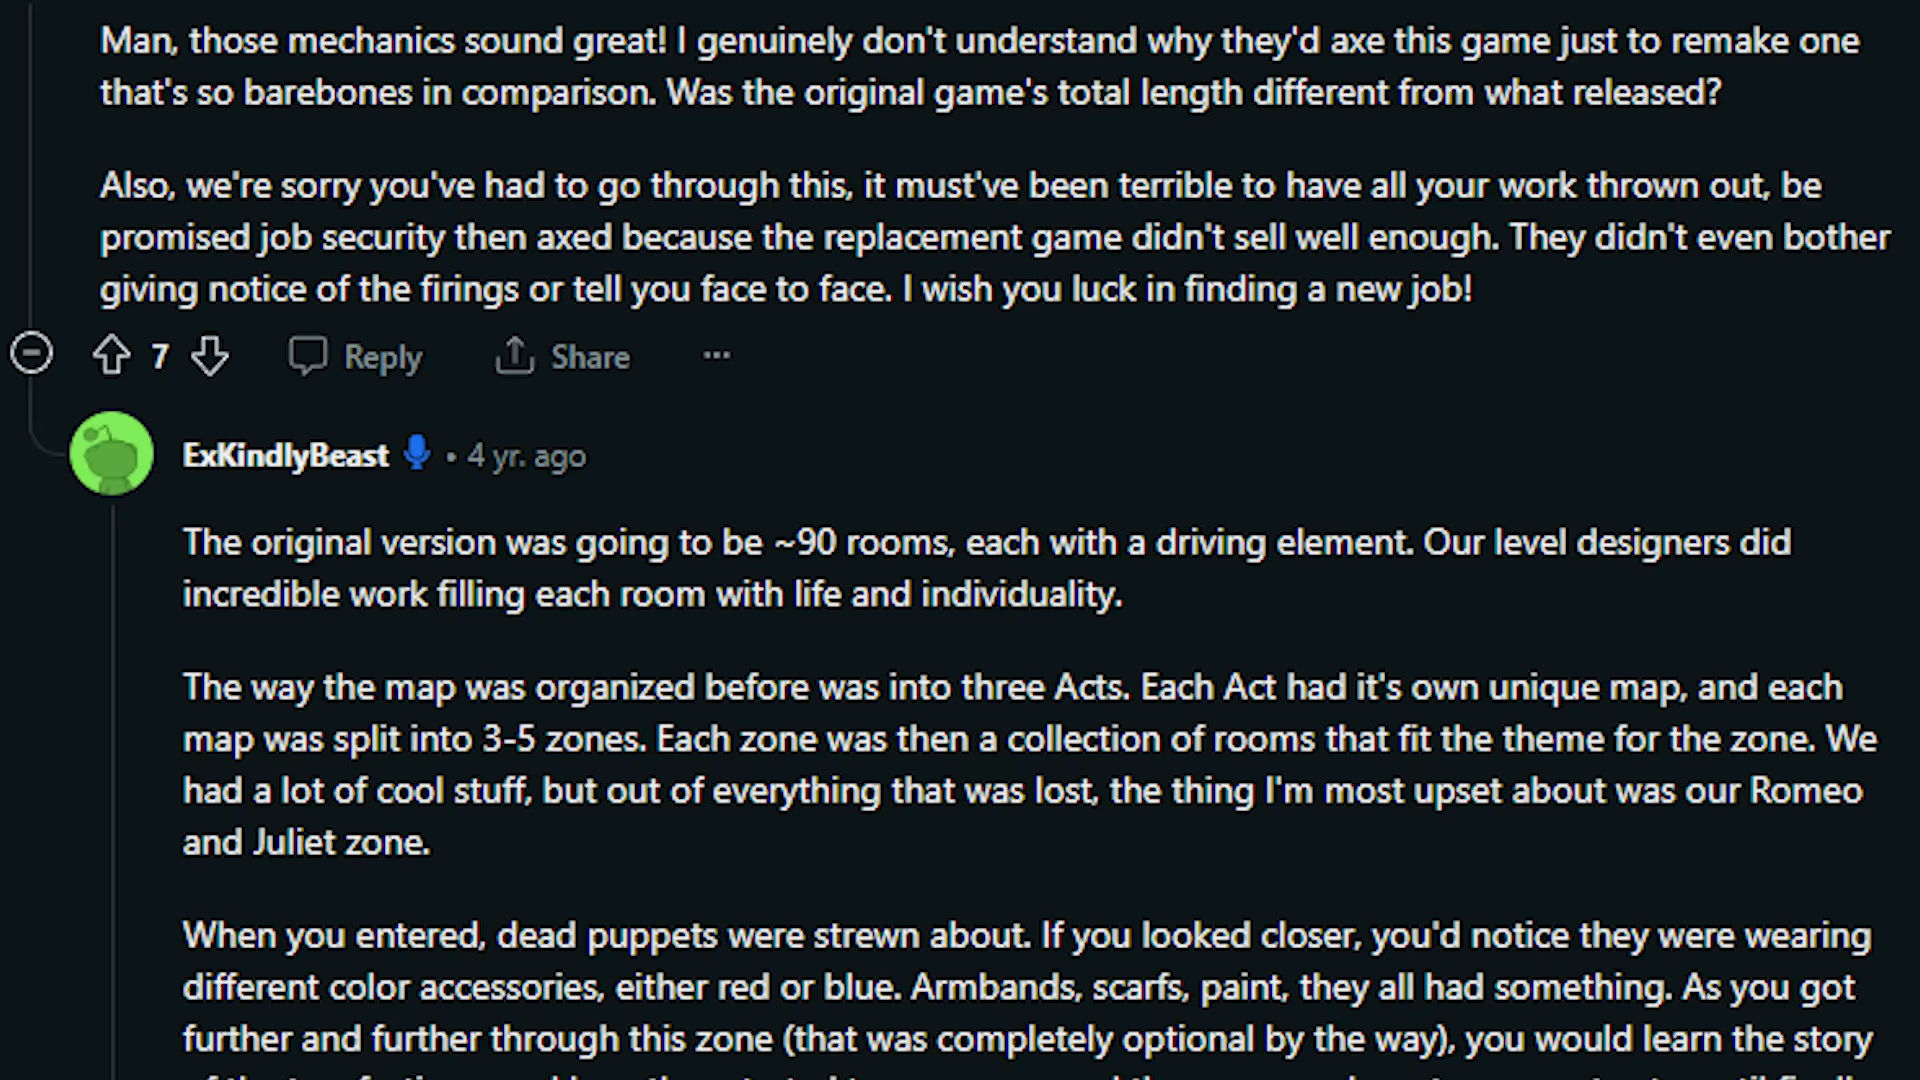 Man, those mechanics sound great! I genuinely don't understand why they'd axe this game just to remake one
that's so barebones in comparison. Was the original game's total length different from what released?
Also, we're sorry you've had to go through this, it must've been terrible to have all your work thrown out, be
promised job security then axed because the replacement game didn't sell well enough. They didn't even bother
giving notice of the firings or tell you face to face. I wish you luck in finding a new job!
7 Reply Share ...
ExKindlyBeast • 4 yr. ago
The original version was going to be ~90 rooms, each with a driving element. Our level designers did
incredible work filling each room with life and individuality.
The way the map was organized before was into three Acts. Each Act had it's own unique map, and each
map was split into 3-5 zones. Each zone was then a collection of rooms that fit the theme for the zone. We
had a lot of cool stuff, but out of everything that was lost, the thing I'm most upset about was our Romeo
and Juliet zone.
When you entered, dead puppets were strewn about. If you looked closer, you'd notice they were wearing
different color accessories, either red or blue. Armbands, scarfs, paint, they all had something. As you got
further and further through this zone (that was completely optional by the way), you would learn the story